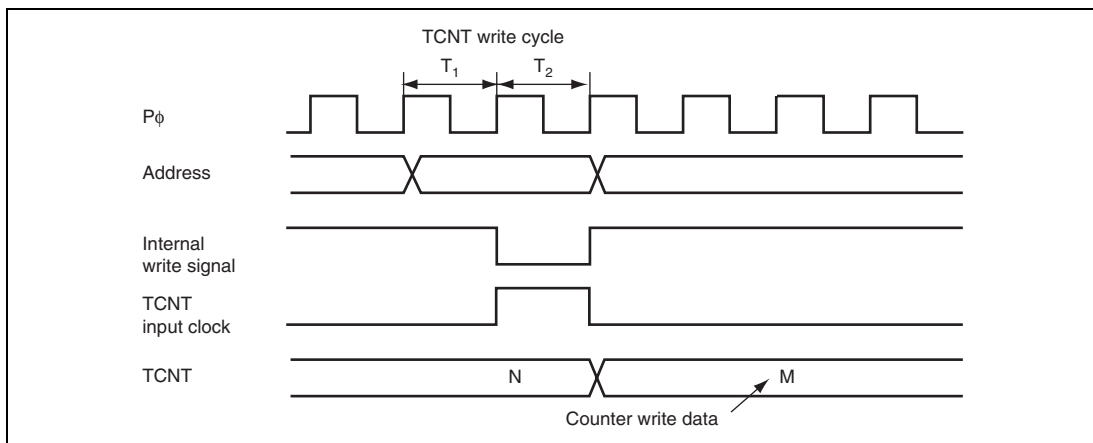 TCNT write cycle
T1 T2
Pϕ
Address
Internal
write signal
TCNT
input clock
TCNT N M
Counter write data